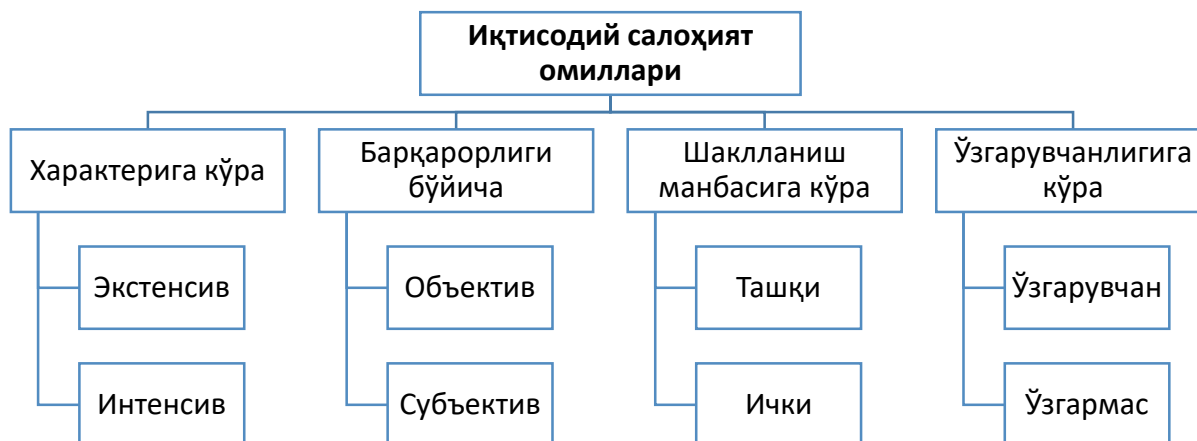 Иқтисодий салоҳият
омиллари
Характерига кўра
Барқарорлиги
бўйича
Шаклланиш
манбасига кўра
Ўзгарувчанлигига
кўра
Экстенсив
Объектив
Ташқи
Ўзгарувчан
Интенсив
Субъектив
Ички
Ўзгармас